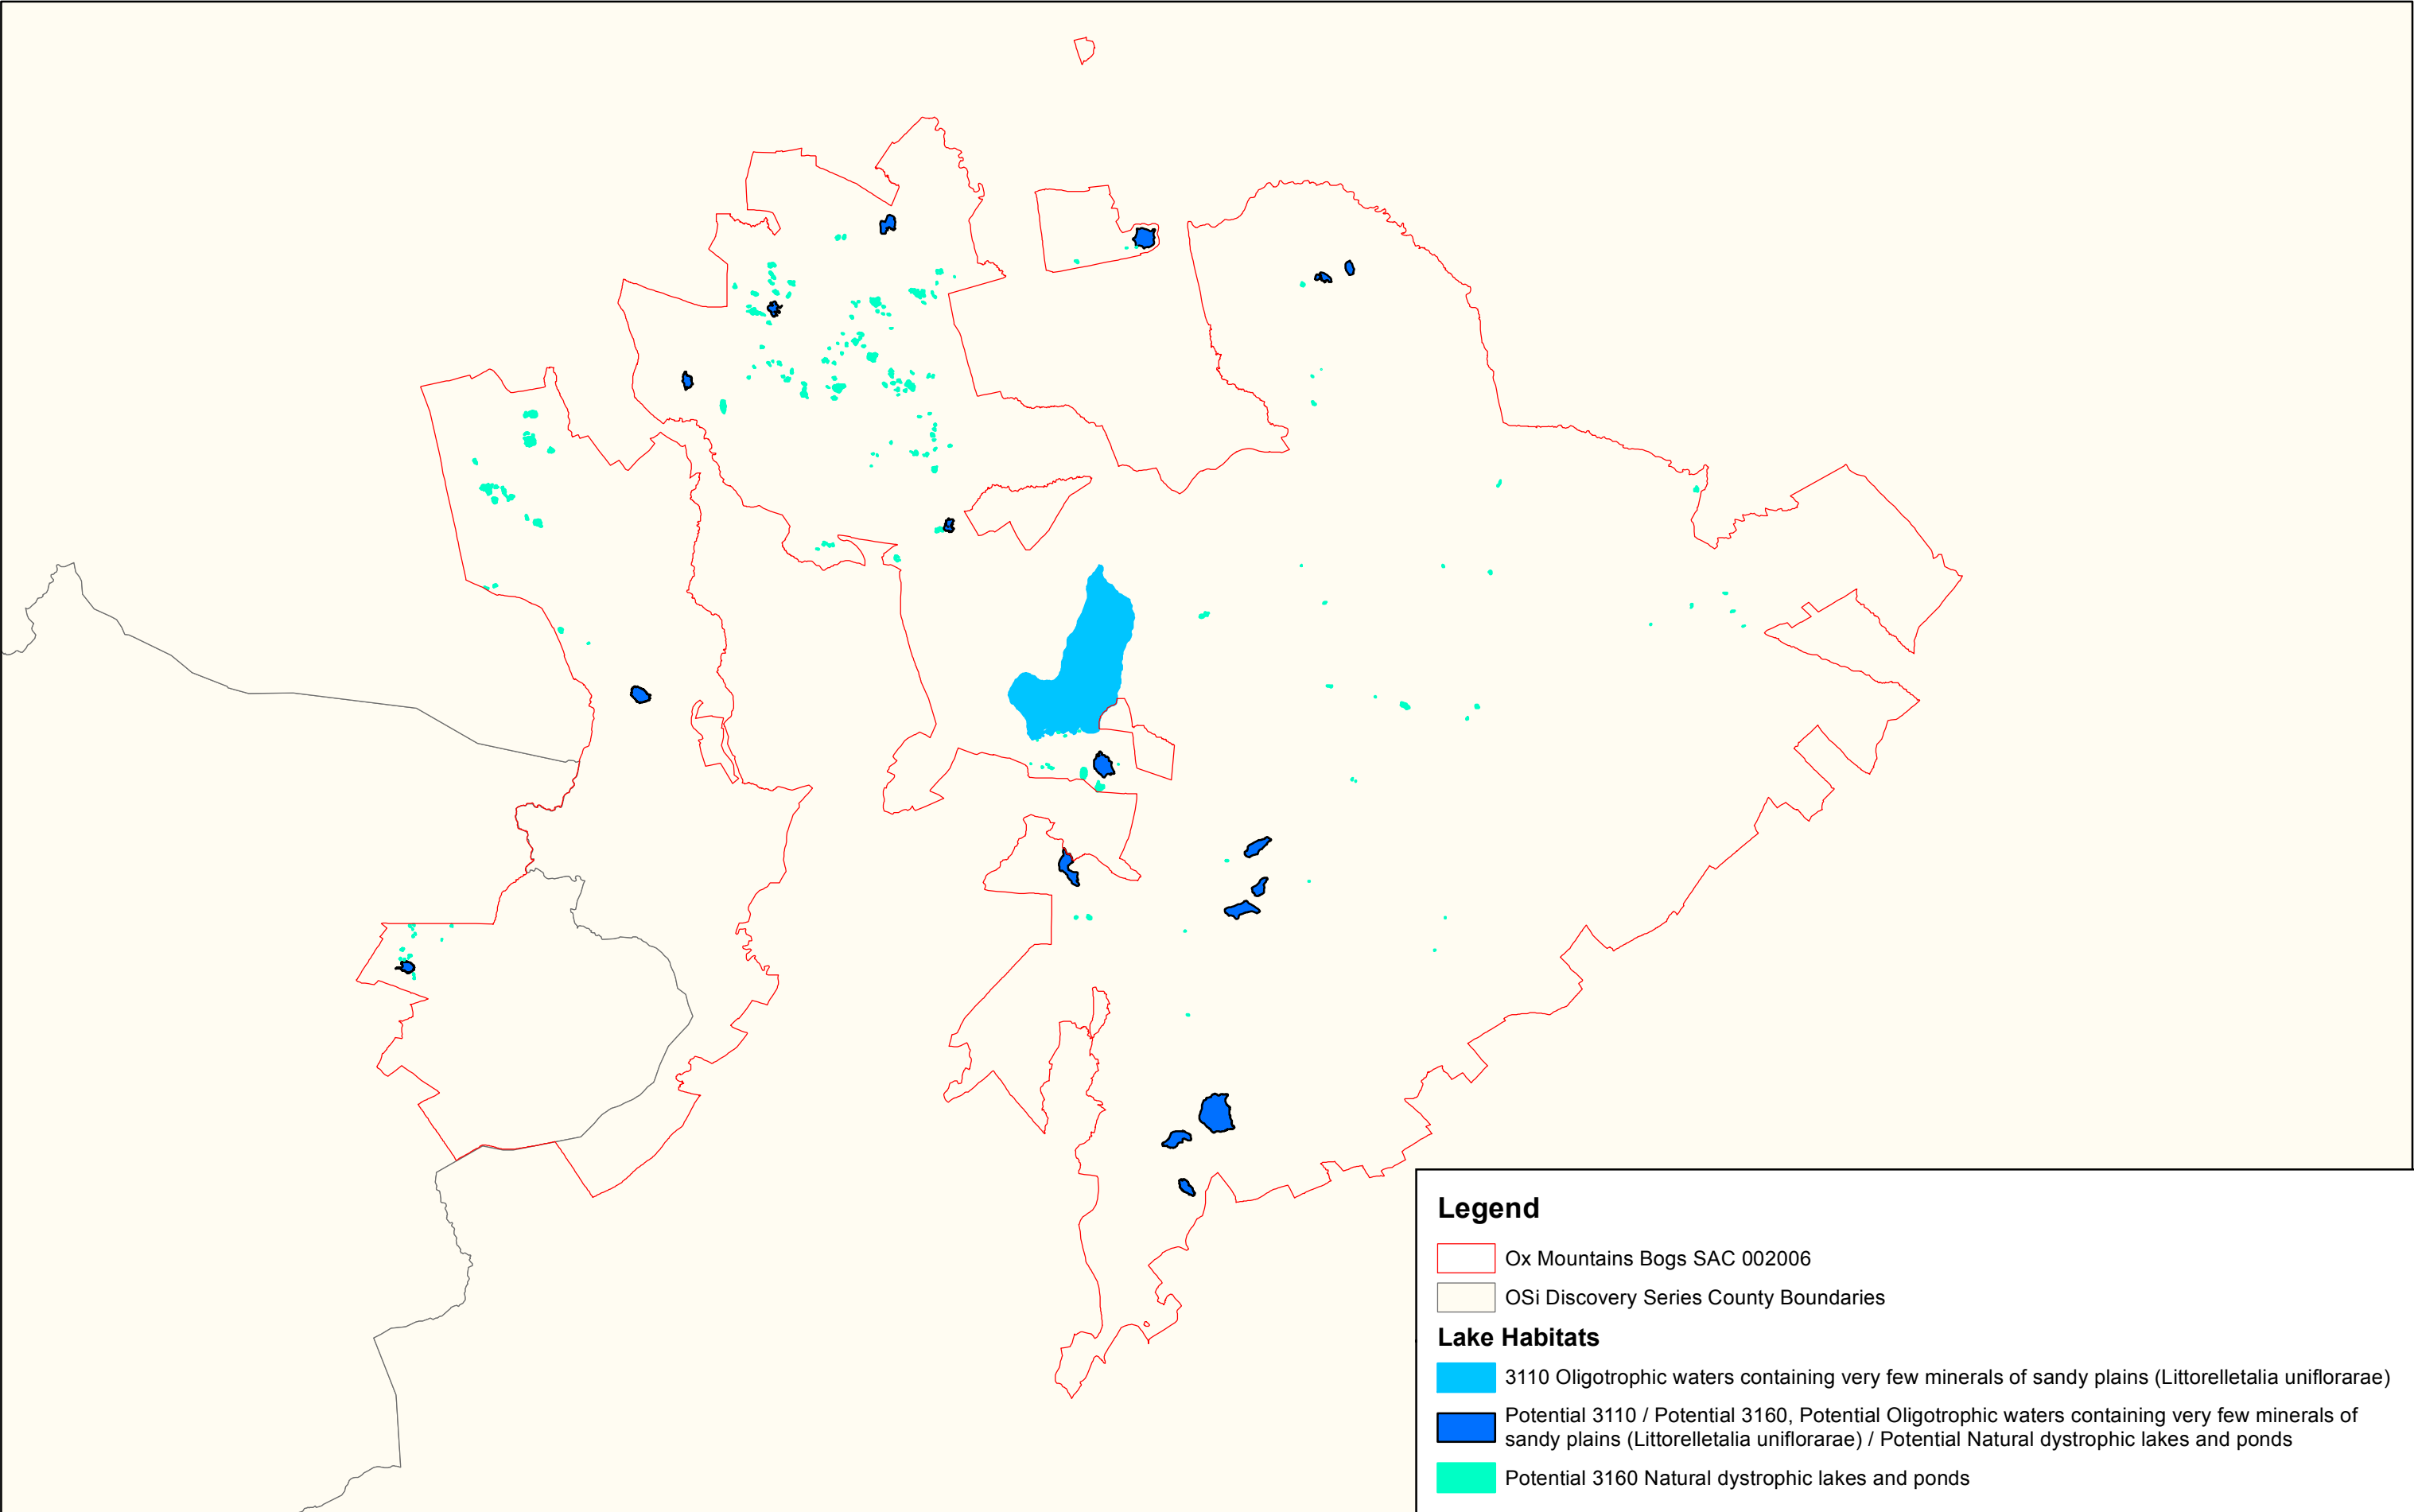 Legend
Ox Mountains Bogs SAC 002006
OSi Discovery Series County Boundaries
Lake Habitats
3110 Oligotrophic waters containing very few minerals of sandy plains (Littorelletalia uniflorarae)
Potential 3110 / Potential 3160, Potential Oligotrophic waters containing very few minerals of
sandy plains (Littorelletalia uniflorarae) / Potential Natural dystrophic lakes and ponds
Potential 3160 Natural dystrophic lakes and ponds